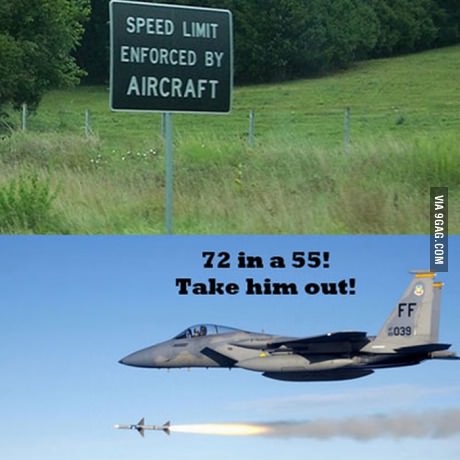 SPEED LIMIT
ENFORCED BY
AIRCRAFT
VIA 9GAG.COM
72 in a 55!
Take him out!
FF
039